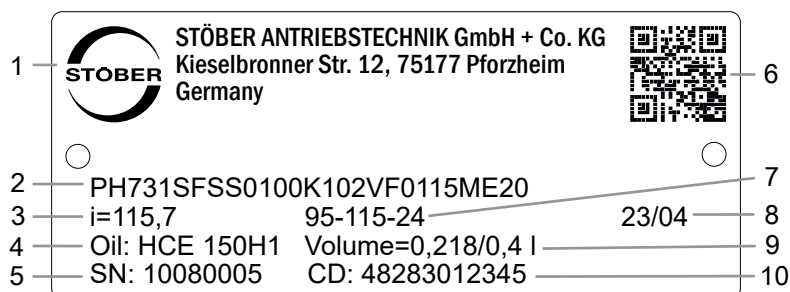 STÖBER ANTRIEBSTECHNIK GmbH + Co. KG
Kieselbronner Str. 12, 75177 Pforzheim
Germany
STÖBER
1
6
2
PH731SFSS0100K102VF0115ME20
7
3
i=115,7 95-115-24 23/04
8
4
Oil: HCE 150H1 Volume=0,218/0,4 l
9
5
SN: 10080005 CD: 48283012345
10